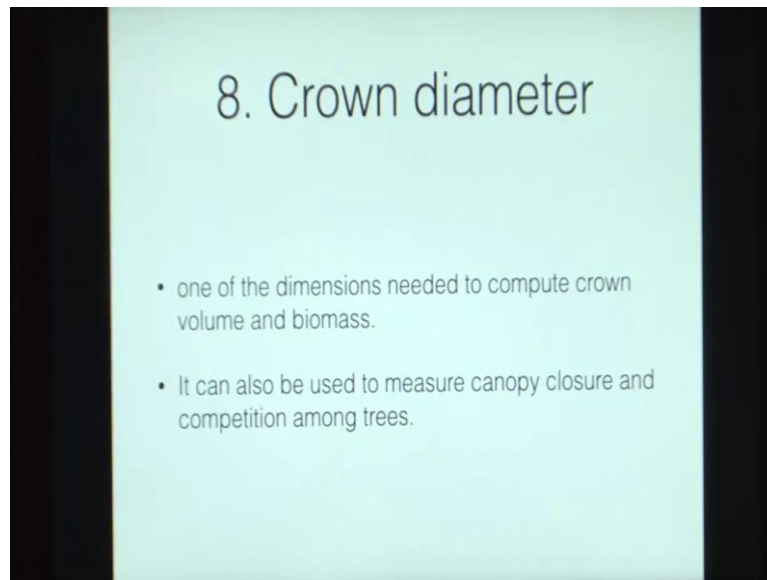 8. Crown diameter
• one of the dimensions needed to compute crown
volume and biomass.
• It can also be used to measure canopy closure and
competition among trees.